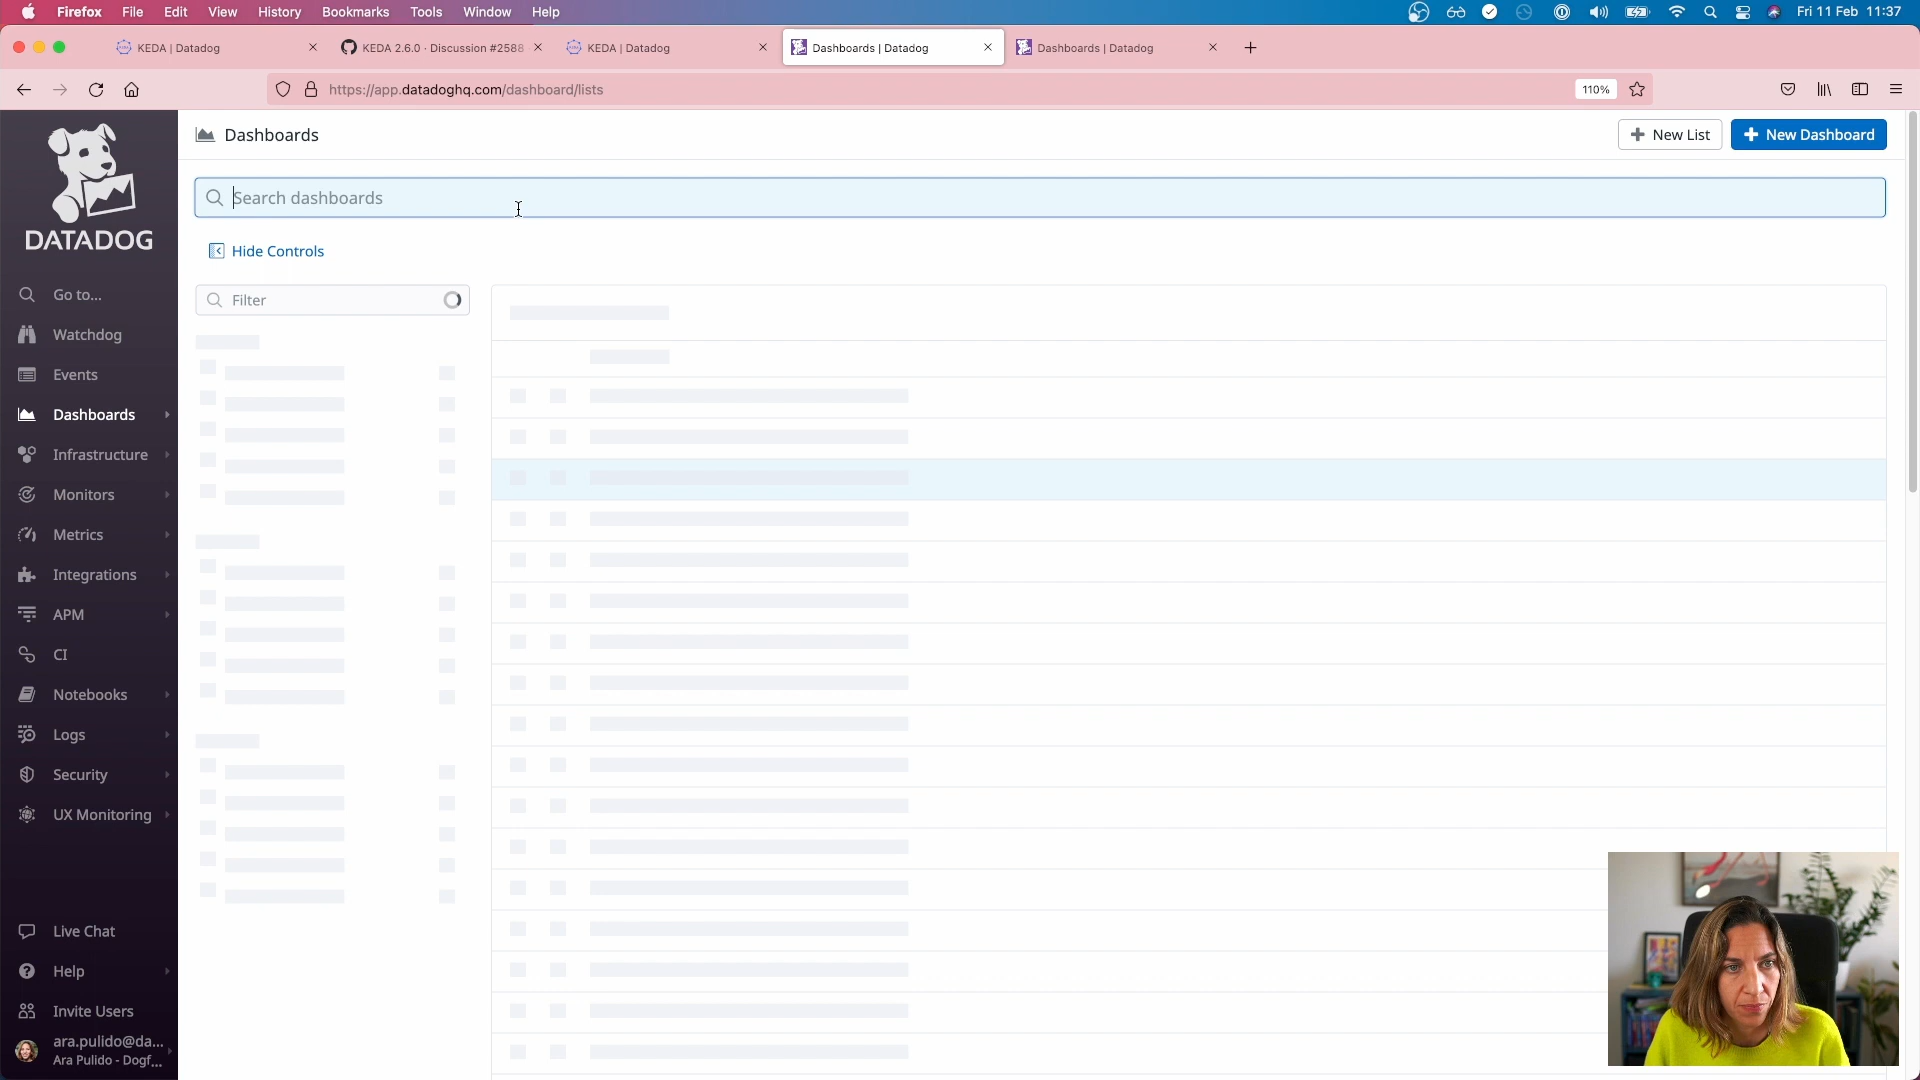 Firefox File Edit View History Bookmarks Tools Window Help Fri 11 Feb 11:37
KEDA | Datadog
KEDA 2.6.0 · Discussion #2588
KEDA | Datadog
Dashboards | Datadog
Dashboards | Datadog
https://app.datadoghq.com/dashboard/lists
110%
DATADOG
Go to...
Watchdog
Events
Dashboards
Infrastructure
Monitors
Metrics
Integrations
APM
CI
Notebooks
Logs
Security
UX Monitoring
Live Chat
Help
Invite Users
ara.pulido@da...
Ara Pulido - Dogf...
Dashboards
New List
New Dashboard
Search dashboards
Hide Controls
Filter